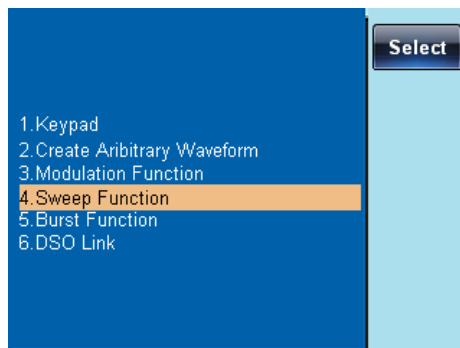 Select
1.Keypad
2.Create Aribitrary Waveform
3.Modulation Function
4.Sweep Function
5.Burst Function
6.DSO Link